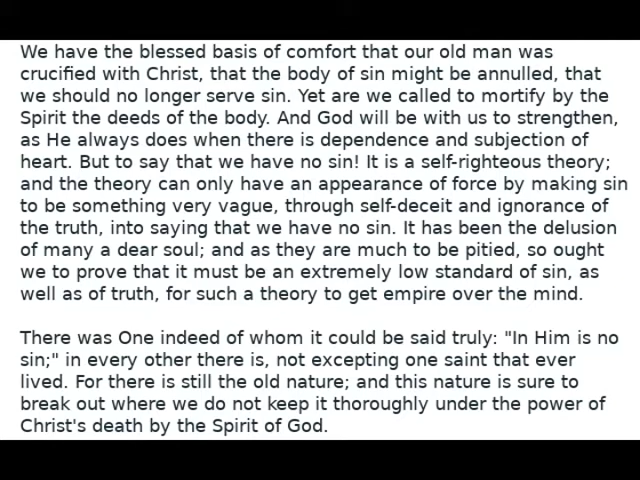 We have the blessed basis of comfort that our old man was
crucified with Christ, that the body of sin might be annulled, that
we should no longer serve sin. Yet are we called to mortify by the
Spirit the deeds of the body. And God will be with us to strengthen,
as He always does when there is dependence and subjection of
heart. But to say that we have no sin! It is a self-righteous theory;
and the theory can only have an appearance of force by making sin
to be something very vague, through self-deceit and ignorance of
the truth, into saying that we have no sin. It has been the delusion
of many a dear soul; and as they are much to be pitied, so ought
we to prove that it must be an extremely low standard of sin, as
well as of truth, for such a theory to get empire over the mind.
There was One indeed of whom it could be said truly: "In Him is no
sin;" in every other there is, not excepting one saint that ever
lived. For there is still the old nature; and this nature is sure to
break out where we do not keep it thoroughly under the power of
Christ's death by the Spirit of God.